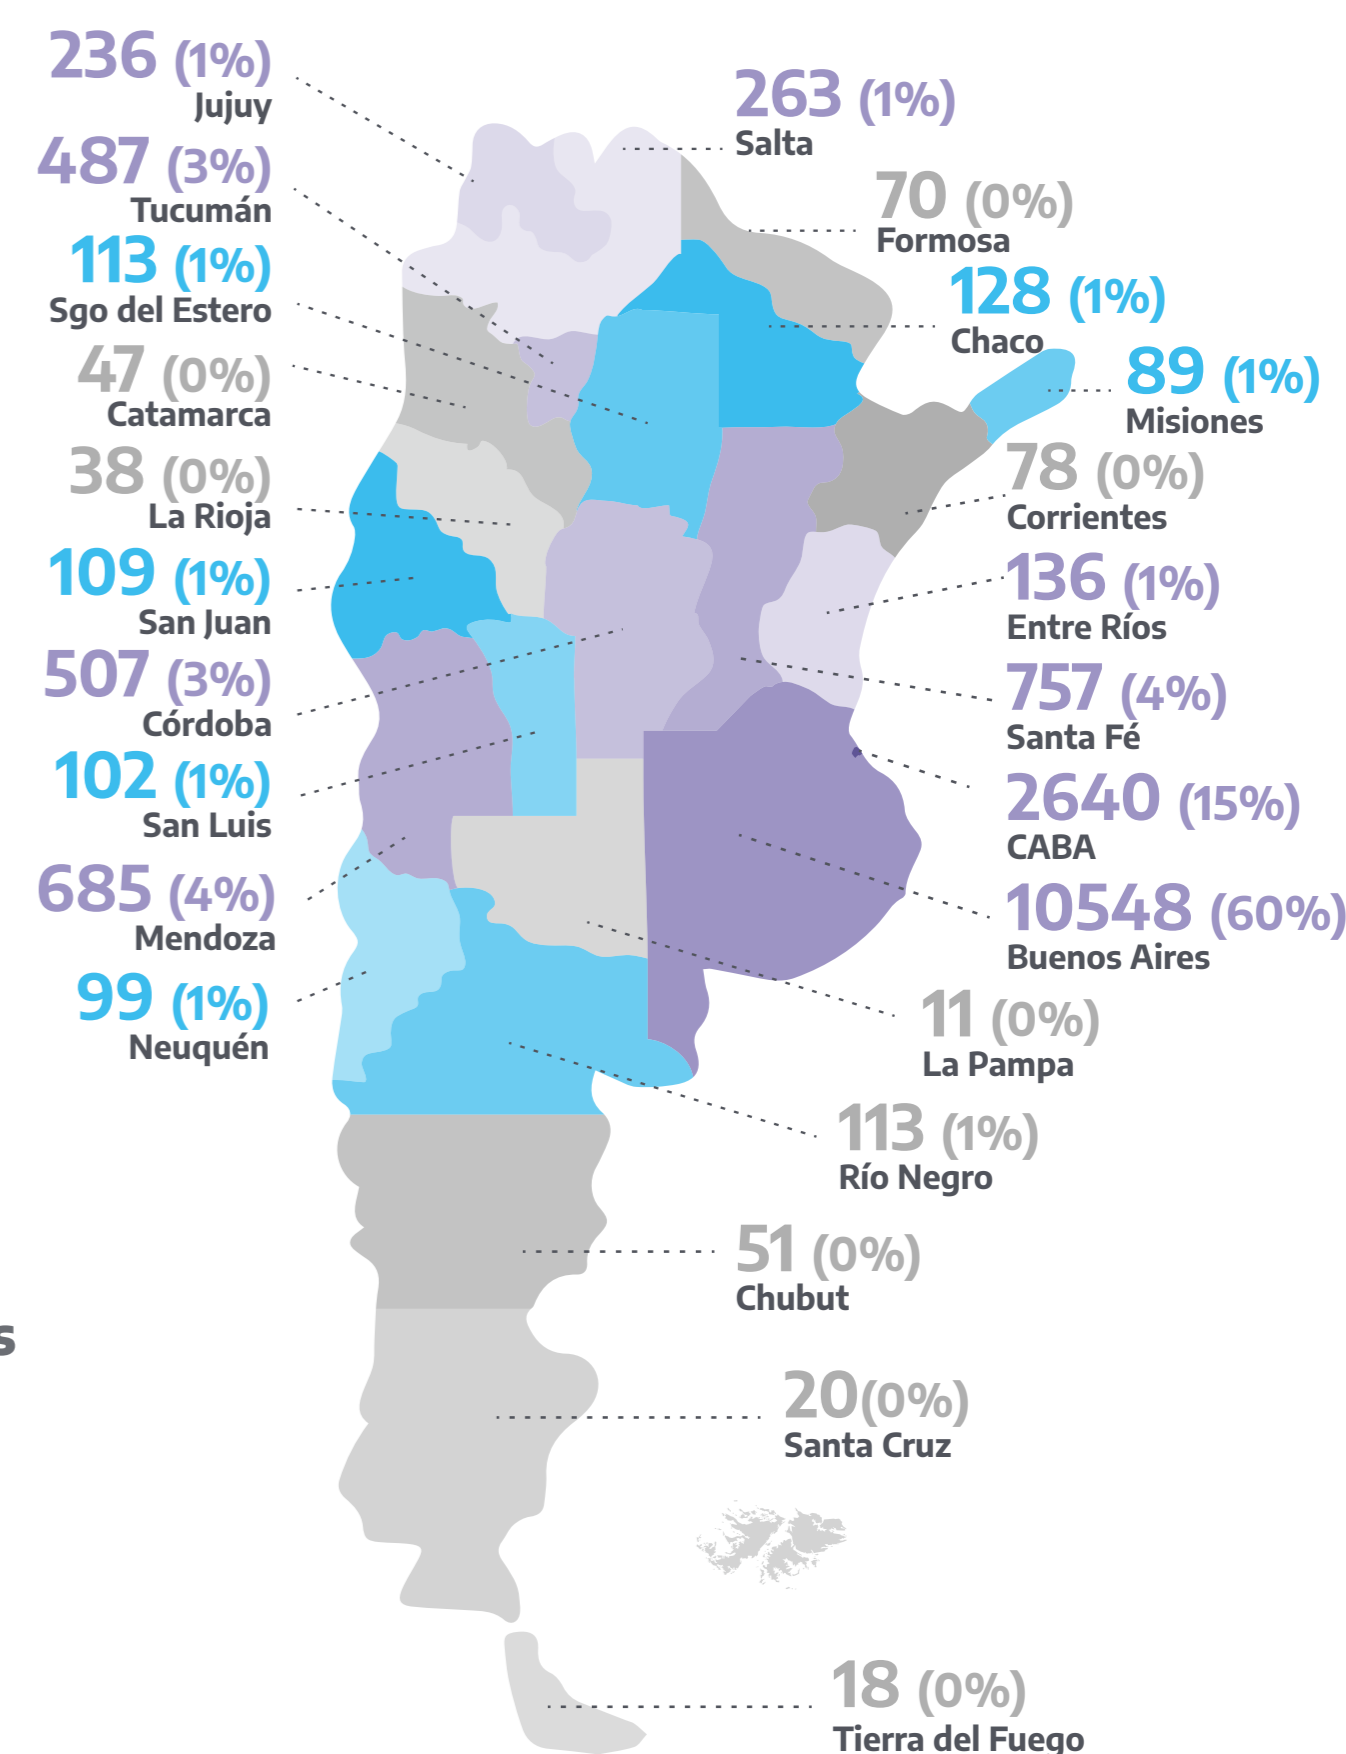 236 (1%)
Jujuy
487 (3%)
Tucumán
113 (1%)
Sgo del Estero
47 (0%)
Catamarca
38 (0%)
La Rioja
109 (1%)
San Juan
507 (3%)
Córdoba
102 (1%)
San Luis
685 (4%)
Mendoza
99 (1%)
Neuquén
s
263 (1%)
Salta
70 (0%)
Formosa
128 (1%)
Chaco
89 (1%)
Misiones
78 (0%)
Corrientes
136 (1%)
Entre Ríos
757 (4%)
Santa Fé
2640 (15%)
CABA
10548 (60%)
Buenos Aires
11 (0%)
La Pampa
113 (1%)
Río Negro
51 (0%)
Chubut
20(0%)
Santa Cruz
18 (0%)
Tierra del Fuego